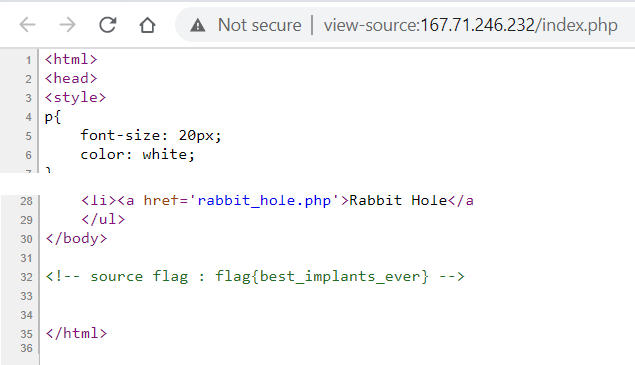 Not secure | view-source:167.71.246.232/index.php
1 <html>
2 <head>
3 <style>
4 p{
5 font-size: 20px;
6 color: white;
28 <li><a href='rabbit_hole.php'>Rabbit Hole</a
29 </ul>
30 </body>
31
32 <!-- source flag : flag{best_implants_ever} -->
33
34
35 </html>
36